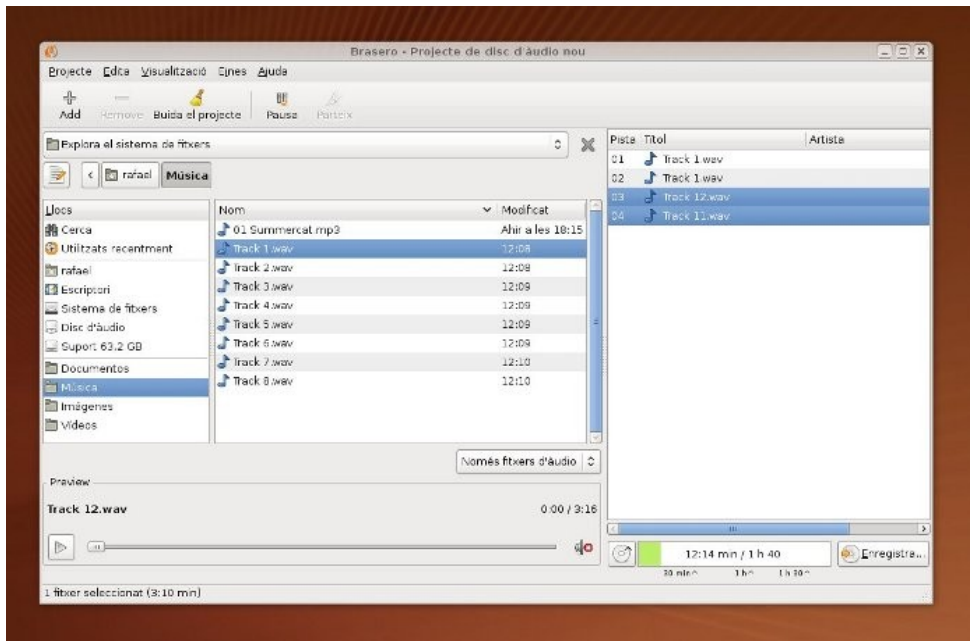 Brasero - Projecte de disc d'àudio nou
Projecte Edita Visualització Eines Ajuda
Add Remove Buida el projecte Pausa Parteix
Explora el sistema de fitxers
rafael Música
Llocs
Cerca
Utilitzats recentment
rafael
Escriptori
Sistema de fitxers
Disc d'àudio
Suport 63.2 GB
Documentos
Música
Imágenes
Vídeos
Nom Modificat
01 Summercat.mp3 Ahir a les 18:15
Track 1.wav 12:08
Track 2.wav 12:08
Track 3.wav 12:09
Track 4.wav 12:09
Track 5.wav 12:09
Track 6.wav 12:09
Track 7.wav 12:10
Track 8.wav 12:10
Només fitxers d'àudio
Preview
Track 12.wav 0:00 / 3:16
Pista Títol Artista
01 Track 1.wav
02 Track 1.wav
03 Track 12.wav
04 Track 11.wav
12:14 min / 1 h 40
30 min 1 h 1 h 30
Enregistra...
1 fitxer seleccionat (3:10 min)